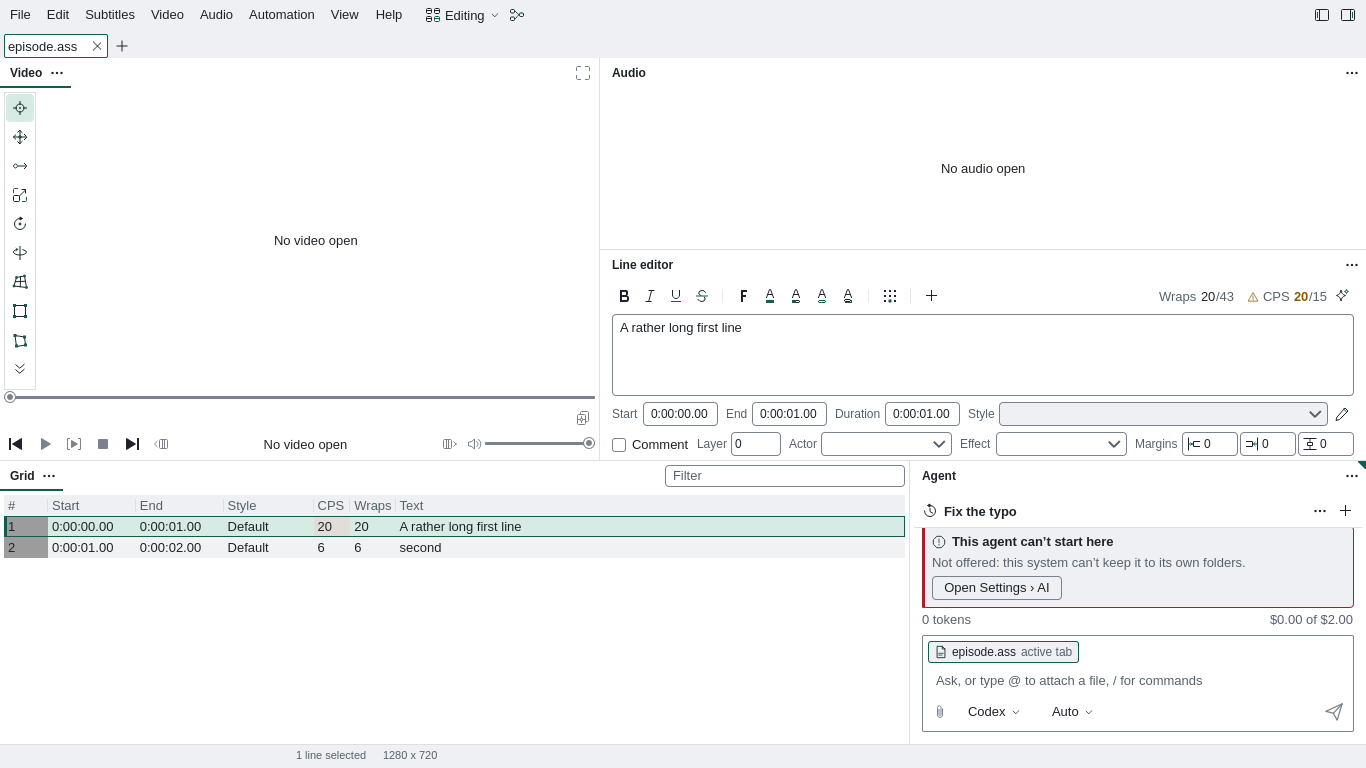 File Edit Subtitles Video Audio Automation View Help Editing
episode.ass
Video
No video open
No video open
Audio
No audio open
Line editor
B I U S F A A A A Wraps 20/43 CPS 20/15
A rather long first line
Start 0:00:00.00 End 0:00:01.00 Duration 0:00:01.00 Style
Comment Layer 0 Actor Effect Margins 0 0 0
Grid Filter
# Start End Style CPS Wraps Text
1 0:00:00.00 0:00:01.00 Default 20 20 A rather long first line
2 0:00:01.00 0:00:02.00 Default 6 6 second
Agent
Fix the typo
This agent can’t start here
Not offered: this system can’t keep it to its own folders.
Open Settings › AI
0 tokens $0.00 of $2.00
episode.ass active tab
Ask, or type @ to attach a file, / for commands
Codex Auto
1 line selected 1280 x 720